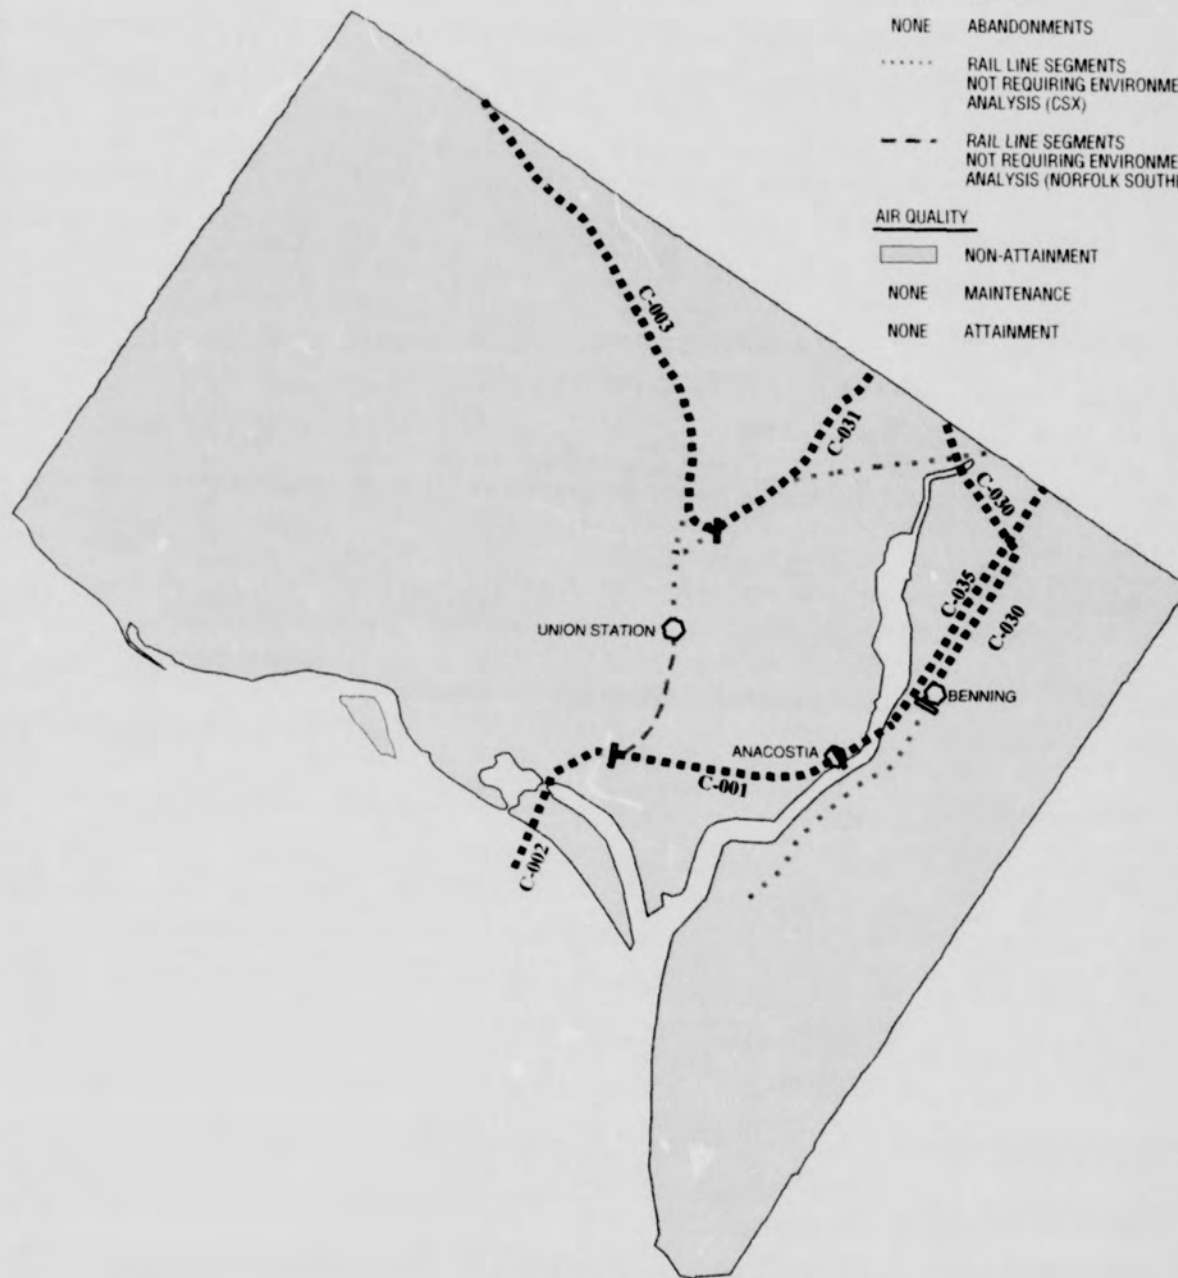 NONE ABANDONMENTS
RAIL LINE SEGMENTS
NOT REQUIRING ENVIRONME
ANALYSIS (CSX)
RAIL LINE SEGMENTS
NOT REQUIRING ENVIRONME
ANALYSIS (NORFOLK SOUTH
AIR QUALITY
NON-ATTAINMENT
NONE MAINTENANCE
NONE ATTAINMENT
C-003
C-031
C-030
C-035
C-030
UNION STATION
BENNING
ANACOSTIA
C-001
C-002